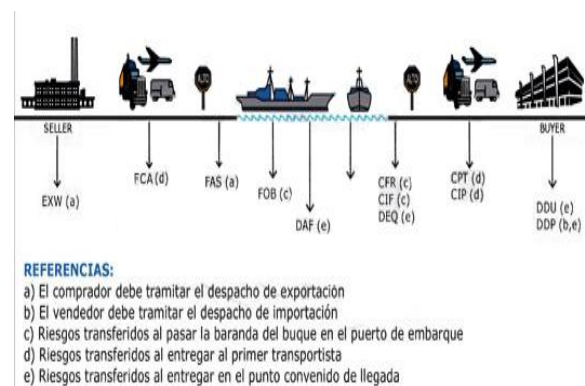 ALTO
ALTO
SELLER
BUYER
EXW (a)
FCA (d)
FAS (a)
FOB (c)
DAF (e)
CFR (c)
CIF (c)
DEQ (e)
CPT (d)
CIP (d)
DDU (e)
DDP (b,e)
REFERENCIAS:
a) El comprador debe tramitar el despacho de exportación
b) El vendedor debe tramitar el despacho de importación
c) Riesgos transferidos al pasar la baranda del buque en el puerto de embarque
d) Riesgos transferidos al entregar al primer transportista
e) Riesgos transferidos al entregar en el punto convenido de llegada